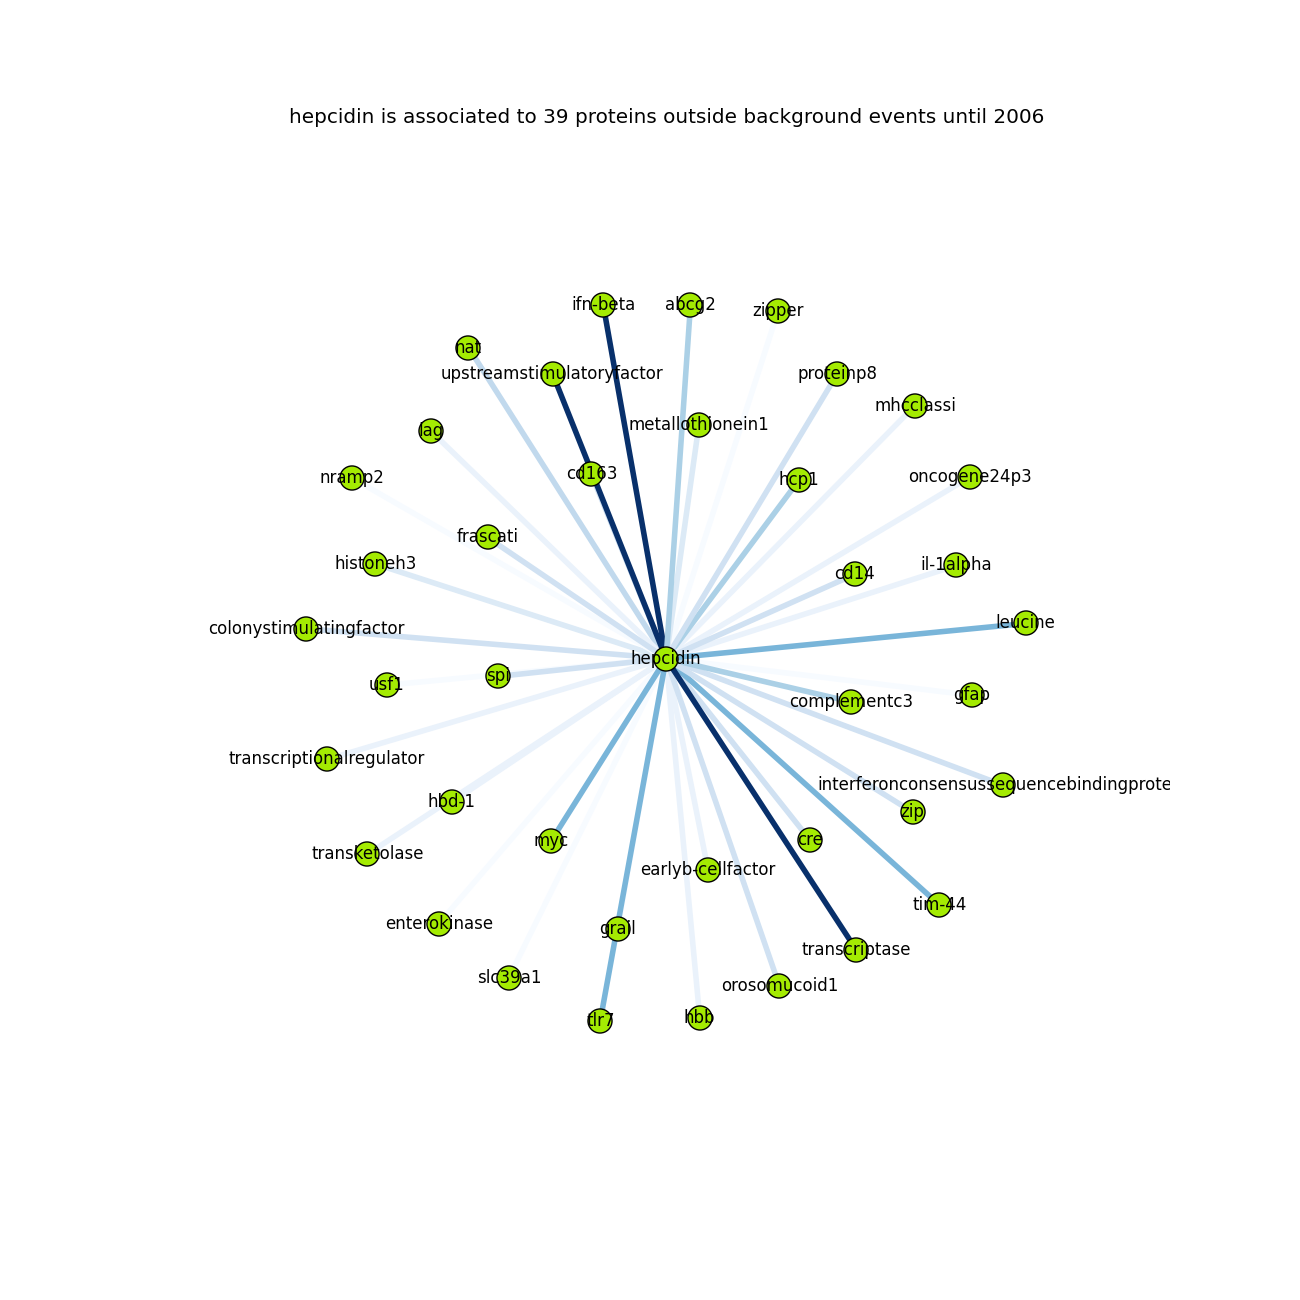 hepcidin is associated to 39 proteins outside background events until 2006
ifn-beta
abcg2
zipper
nat
upstreamstimulatoryfactor
proteinp8
mhcclassi
metallothionein1
lag
nramp2
cd163
hcp1
oncogene24p3
frascati
histoneh3
cd14
il-1alpha
colonystimulatingfactor
leucine
hepcidin
usf1
spi
complementc3
gfap
transcriptionalregulator
interferonconsensussequencebindingprote
hbd-1
zip
myc
cre
transketolase
earlyb-cellfactor
enterokinase
grail
tim-44
transcriptase
slc39a1
orosomucoid1
tlr7
hbb